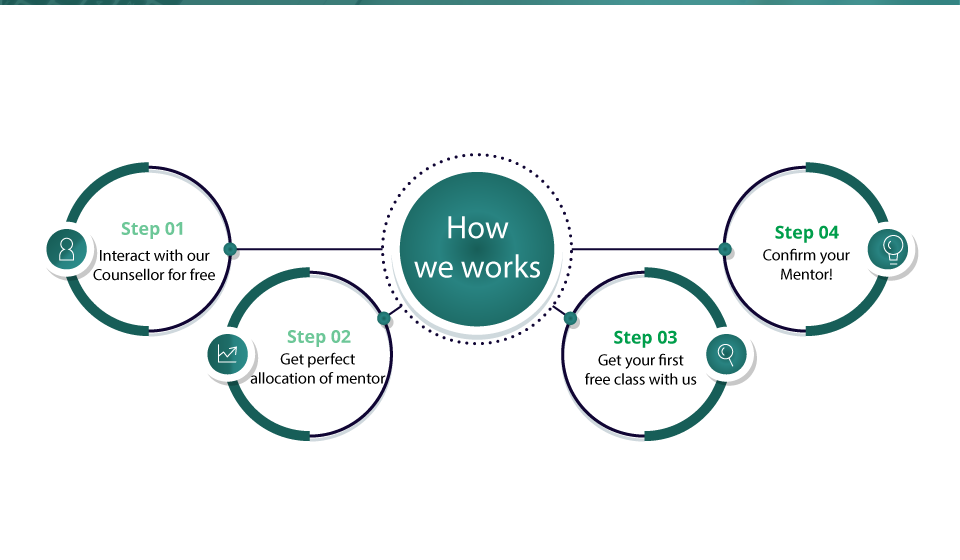 How
we works
Step 01
Interact with our
Counsellor for free
Step 02
Get perfect
allocation of mentor
Step 03
Get your first
free class with us
Step 04
Confirm your
Mentor!